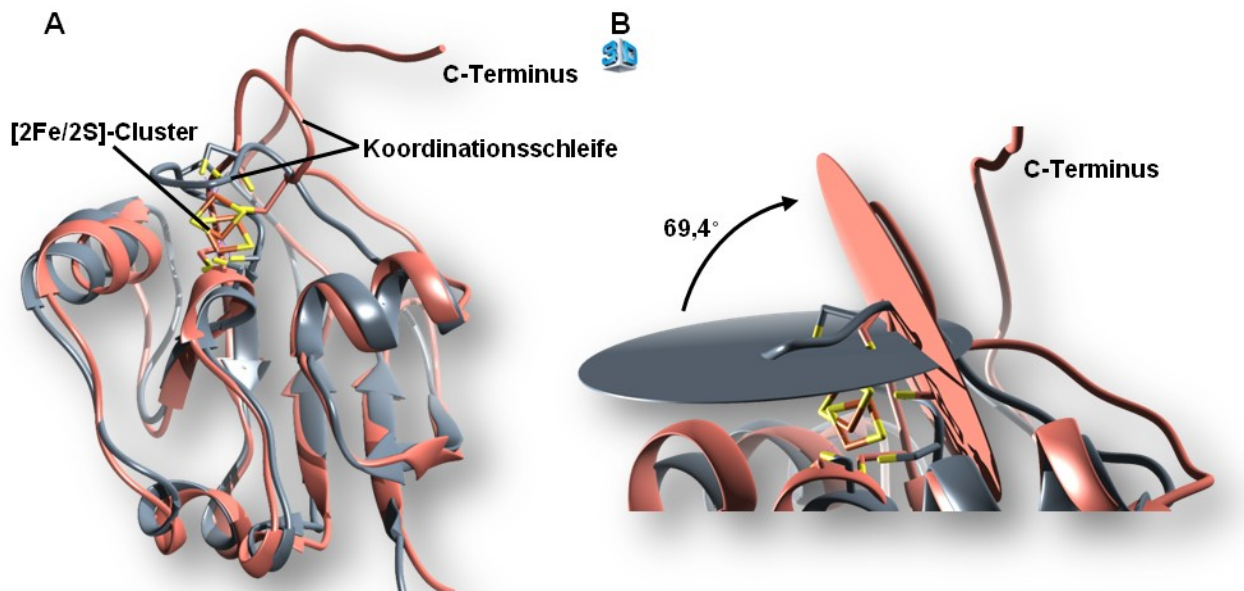 A
C-Terminus
[2Fe/2S]-Cluster
Koordinationsschleife
B
3D
C-Terminus
69,4°